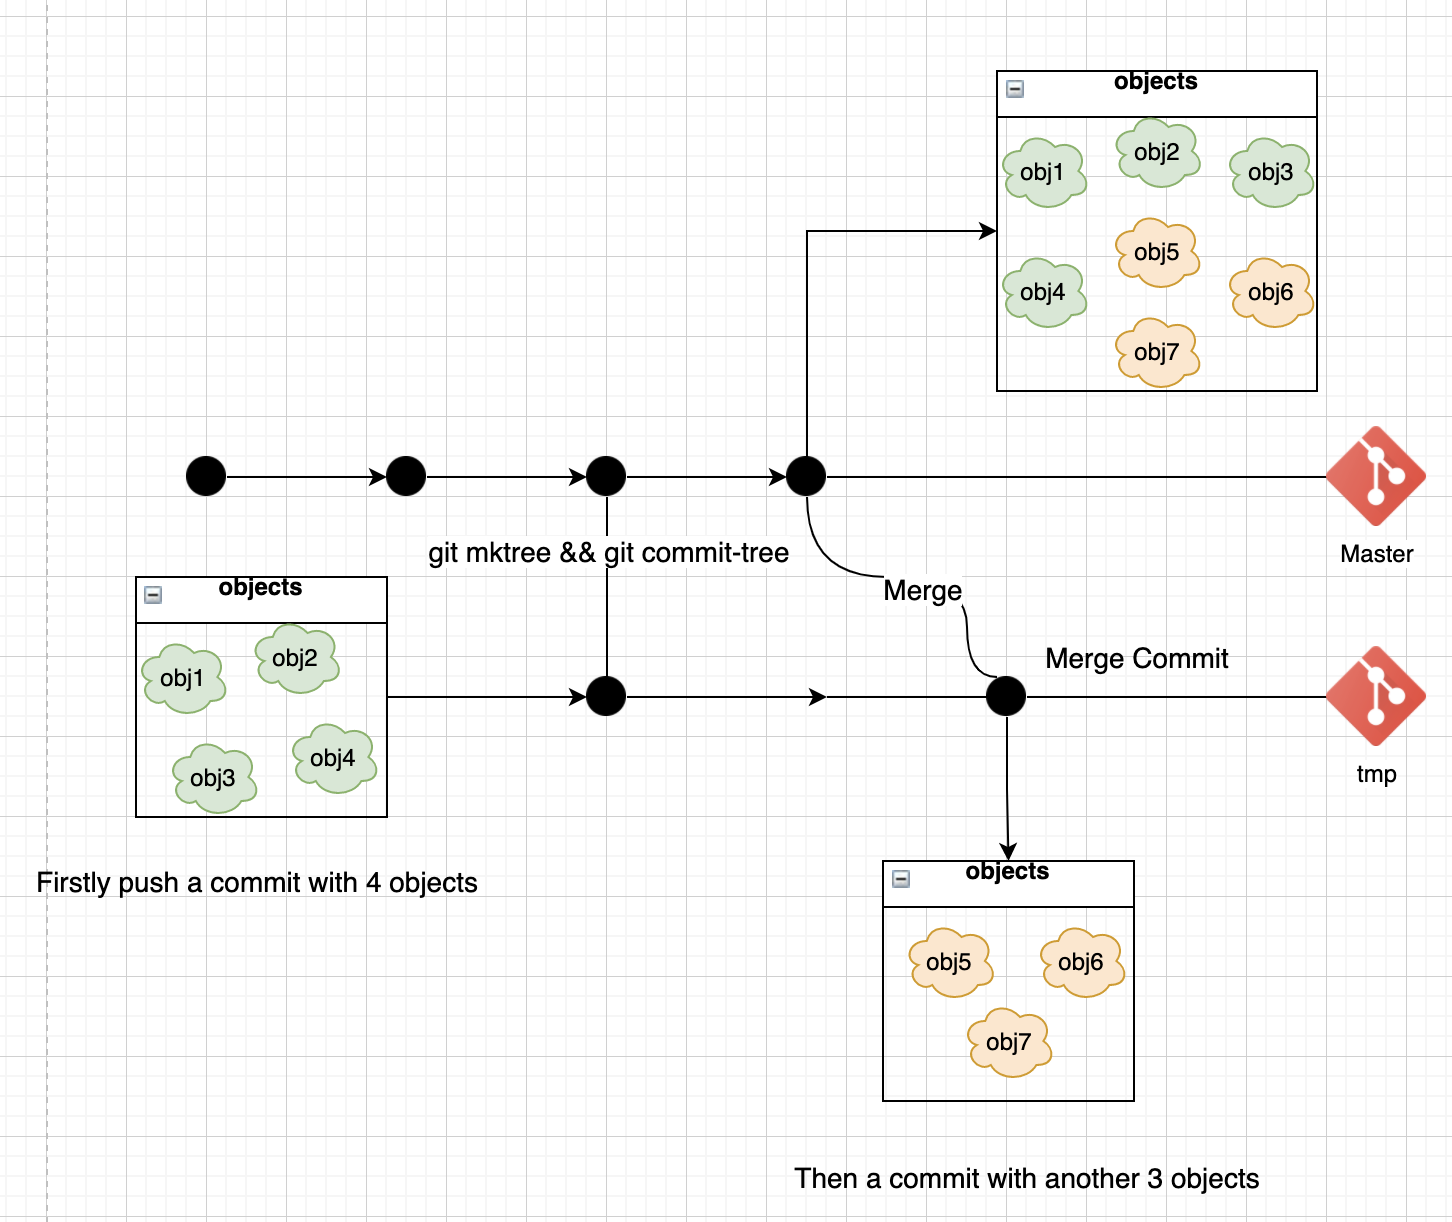 objects
obj1
obj2
obj3
obj5
obj4
obj6
obj7
git mktree && git commit-tree
Master
objects
Merge
obj1
obj2
Merge Commit
obj3
obj4
tmp
Firstly push a commit with 4 objects
objects
obj5
obj6
obj7
Then a commit with another 3 objects